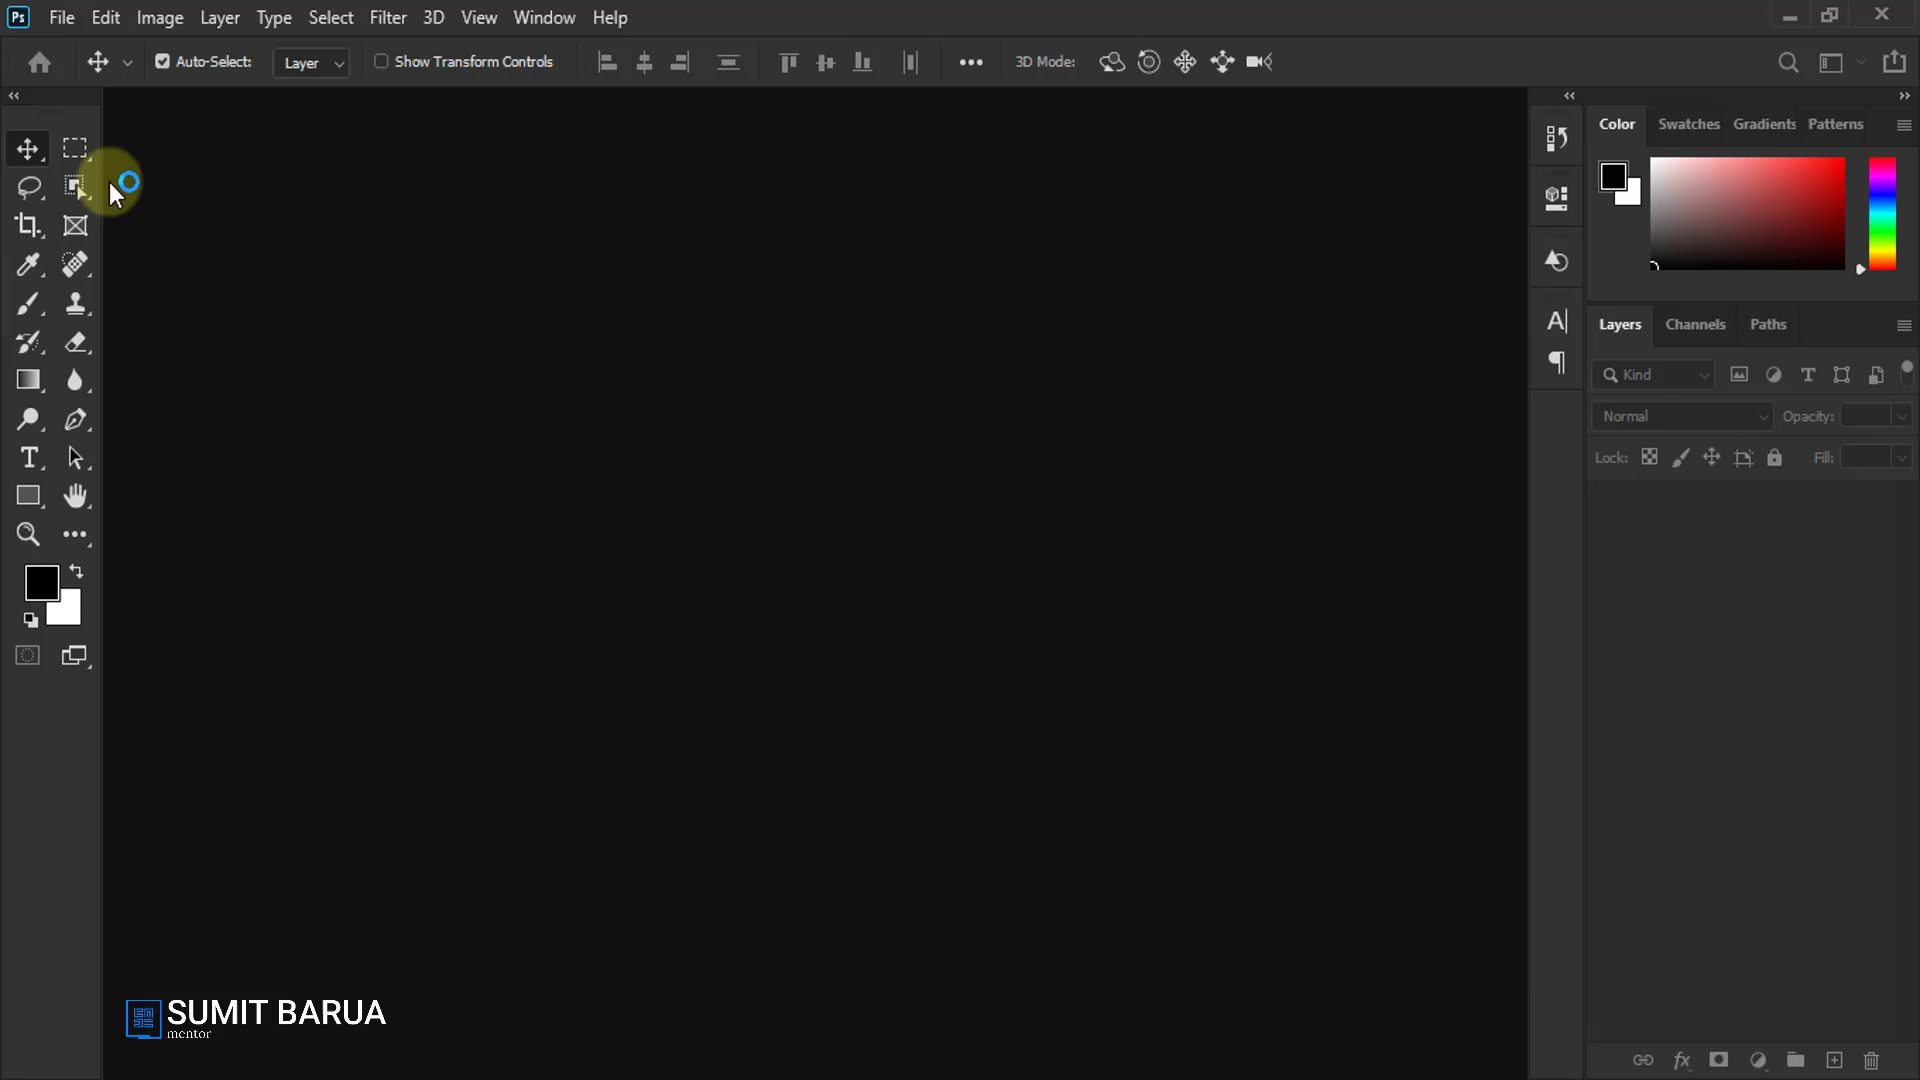 Ps File Edit Image Layer Type Select Filter 3D View Window Help
Auto-Select: Layer Show Transform Controls 3D Mode:
Color Swatches Gradients Patterns
Layers Channels Paths
Kind
Normal Opacity:
Lock: Fill:
SUMIT BARUA
mentor